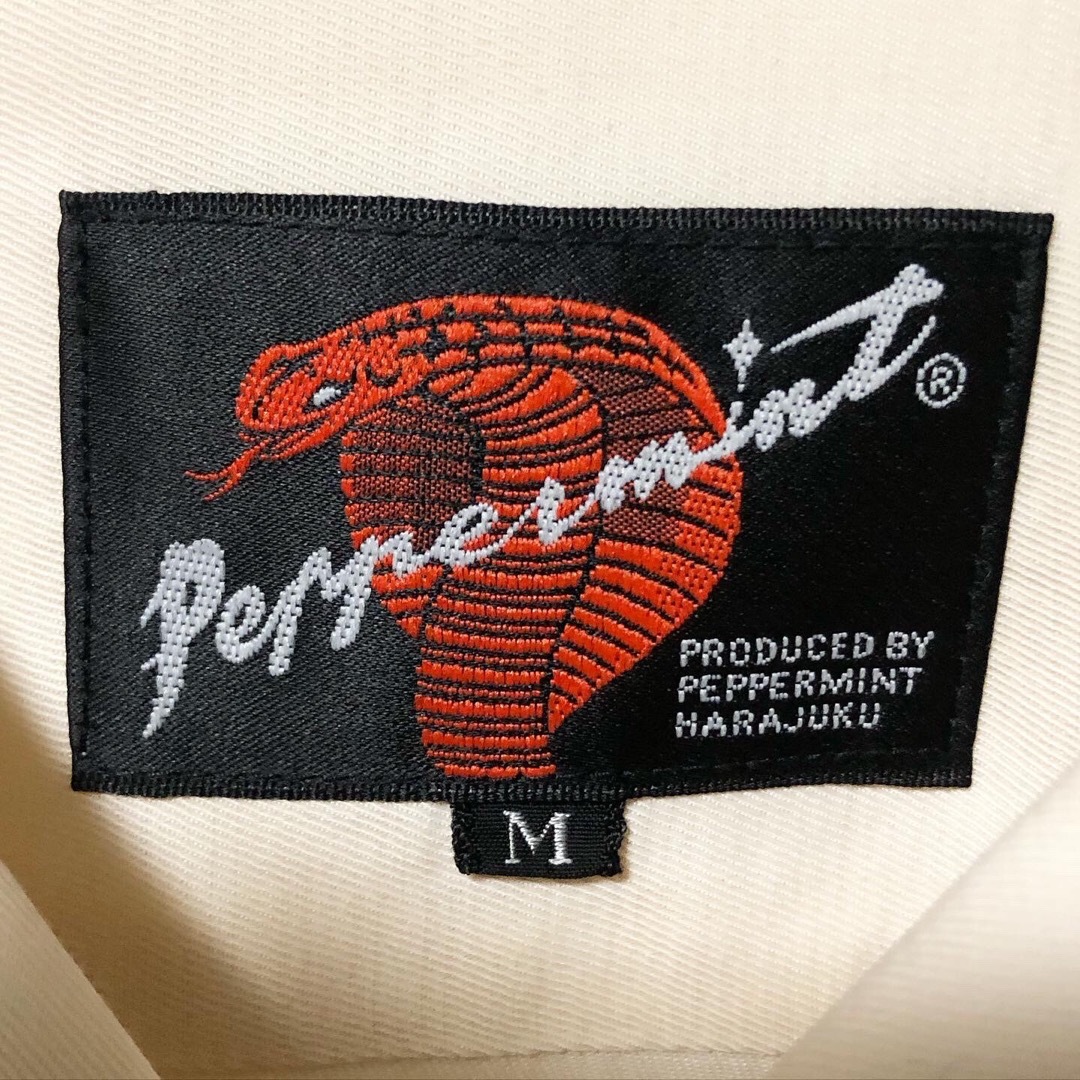 Peppermint®
PRODUCED BY
PEPPERMINT
HARAJUKU
M